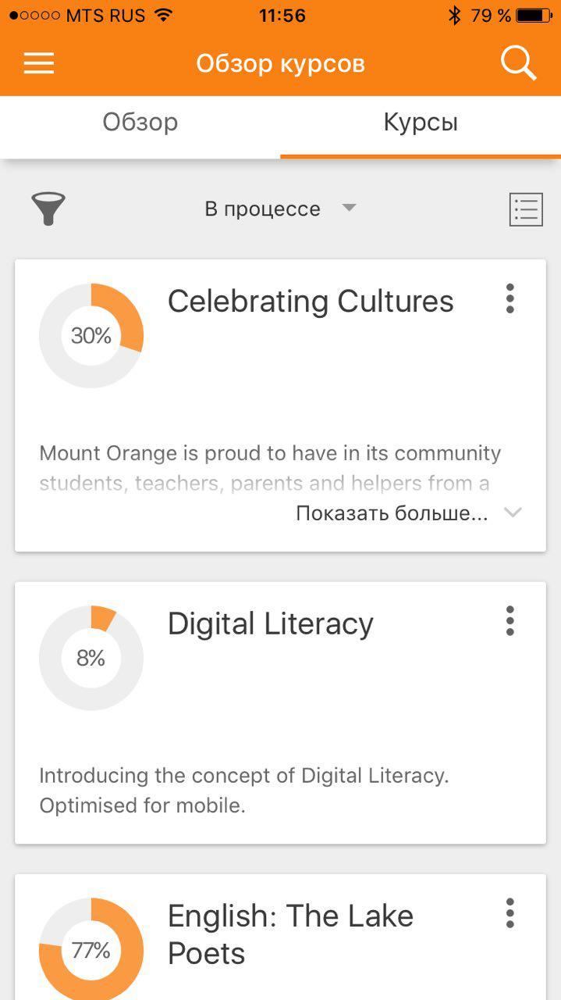 MTS RUS 11:56 79 %
Обзор курсов
Обзор Курсы
В процессе
30% Celebrating Cultures
Mount Orange is proud to have in its community
students, teachers, parents and helpers from a
Показать больше...
8% Digital Literacy
Introducing the concept of Digital Literacy.
Optimised for mobile.
77% English: The Lake
Poets